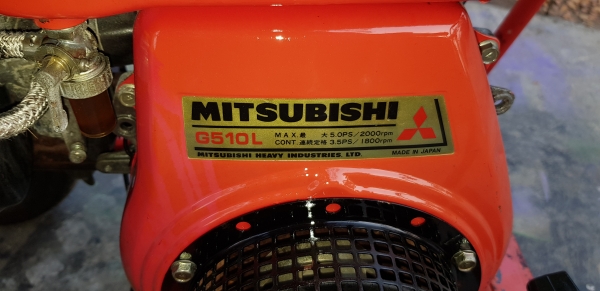 MITSUBISHI
G510L
MAX.最 大 5.0PS/2000rpm
CONT.連続定格 3.5PS/1800rpm
MITSUBISHI HEAVY INDUSTRIES LTD.
MADE IN JAPAN